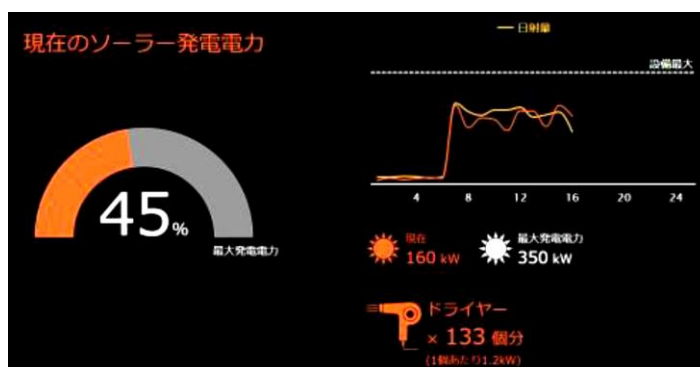 現在のソーラー発電電力
日射量
設備最大
45%
最大発電電力
4 8 12 16 20 24
現在
160 kW
最大発電電力
350 kW
ドライヤー
× 133 個分
(1個あたり1.2kW)